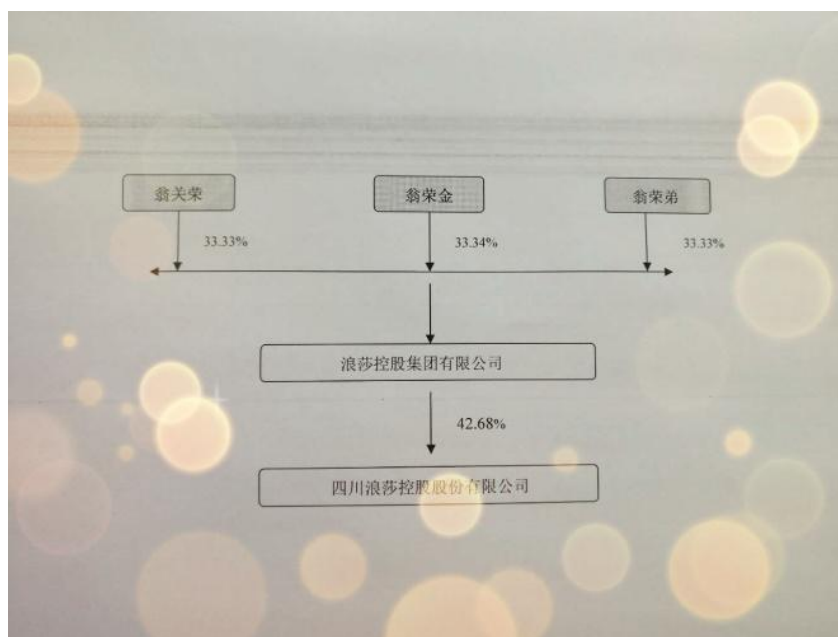 翁关荣
翁荣金
翁荣弟
33.33%
33.34%
33.33%
浪莎控股集团有限公司
42.68%
四川浪莎控股股份有限公司